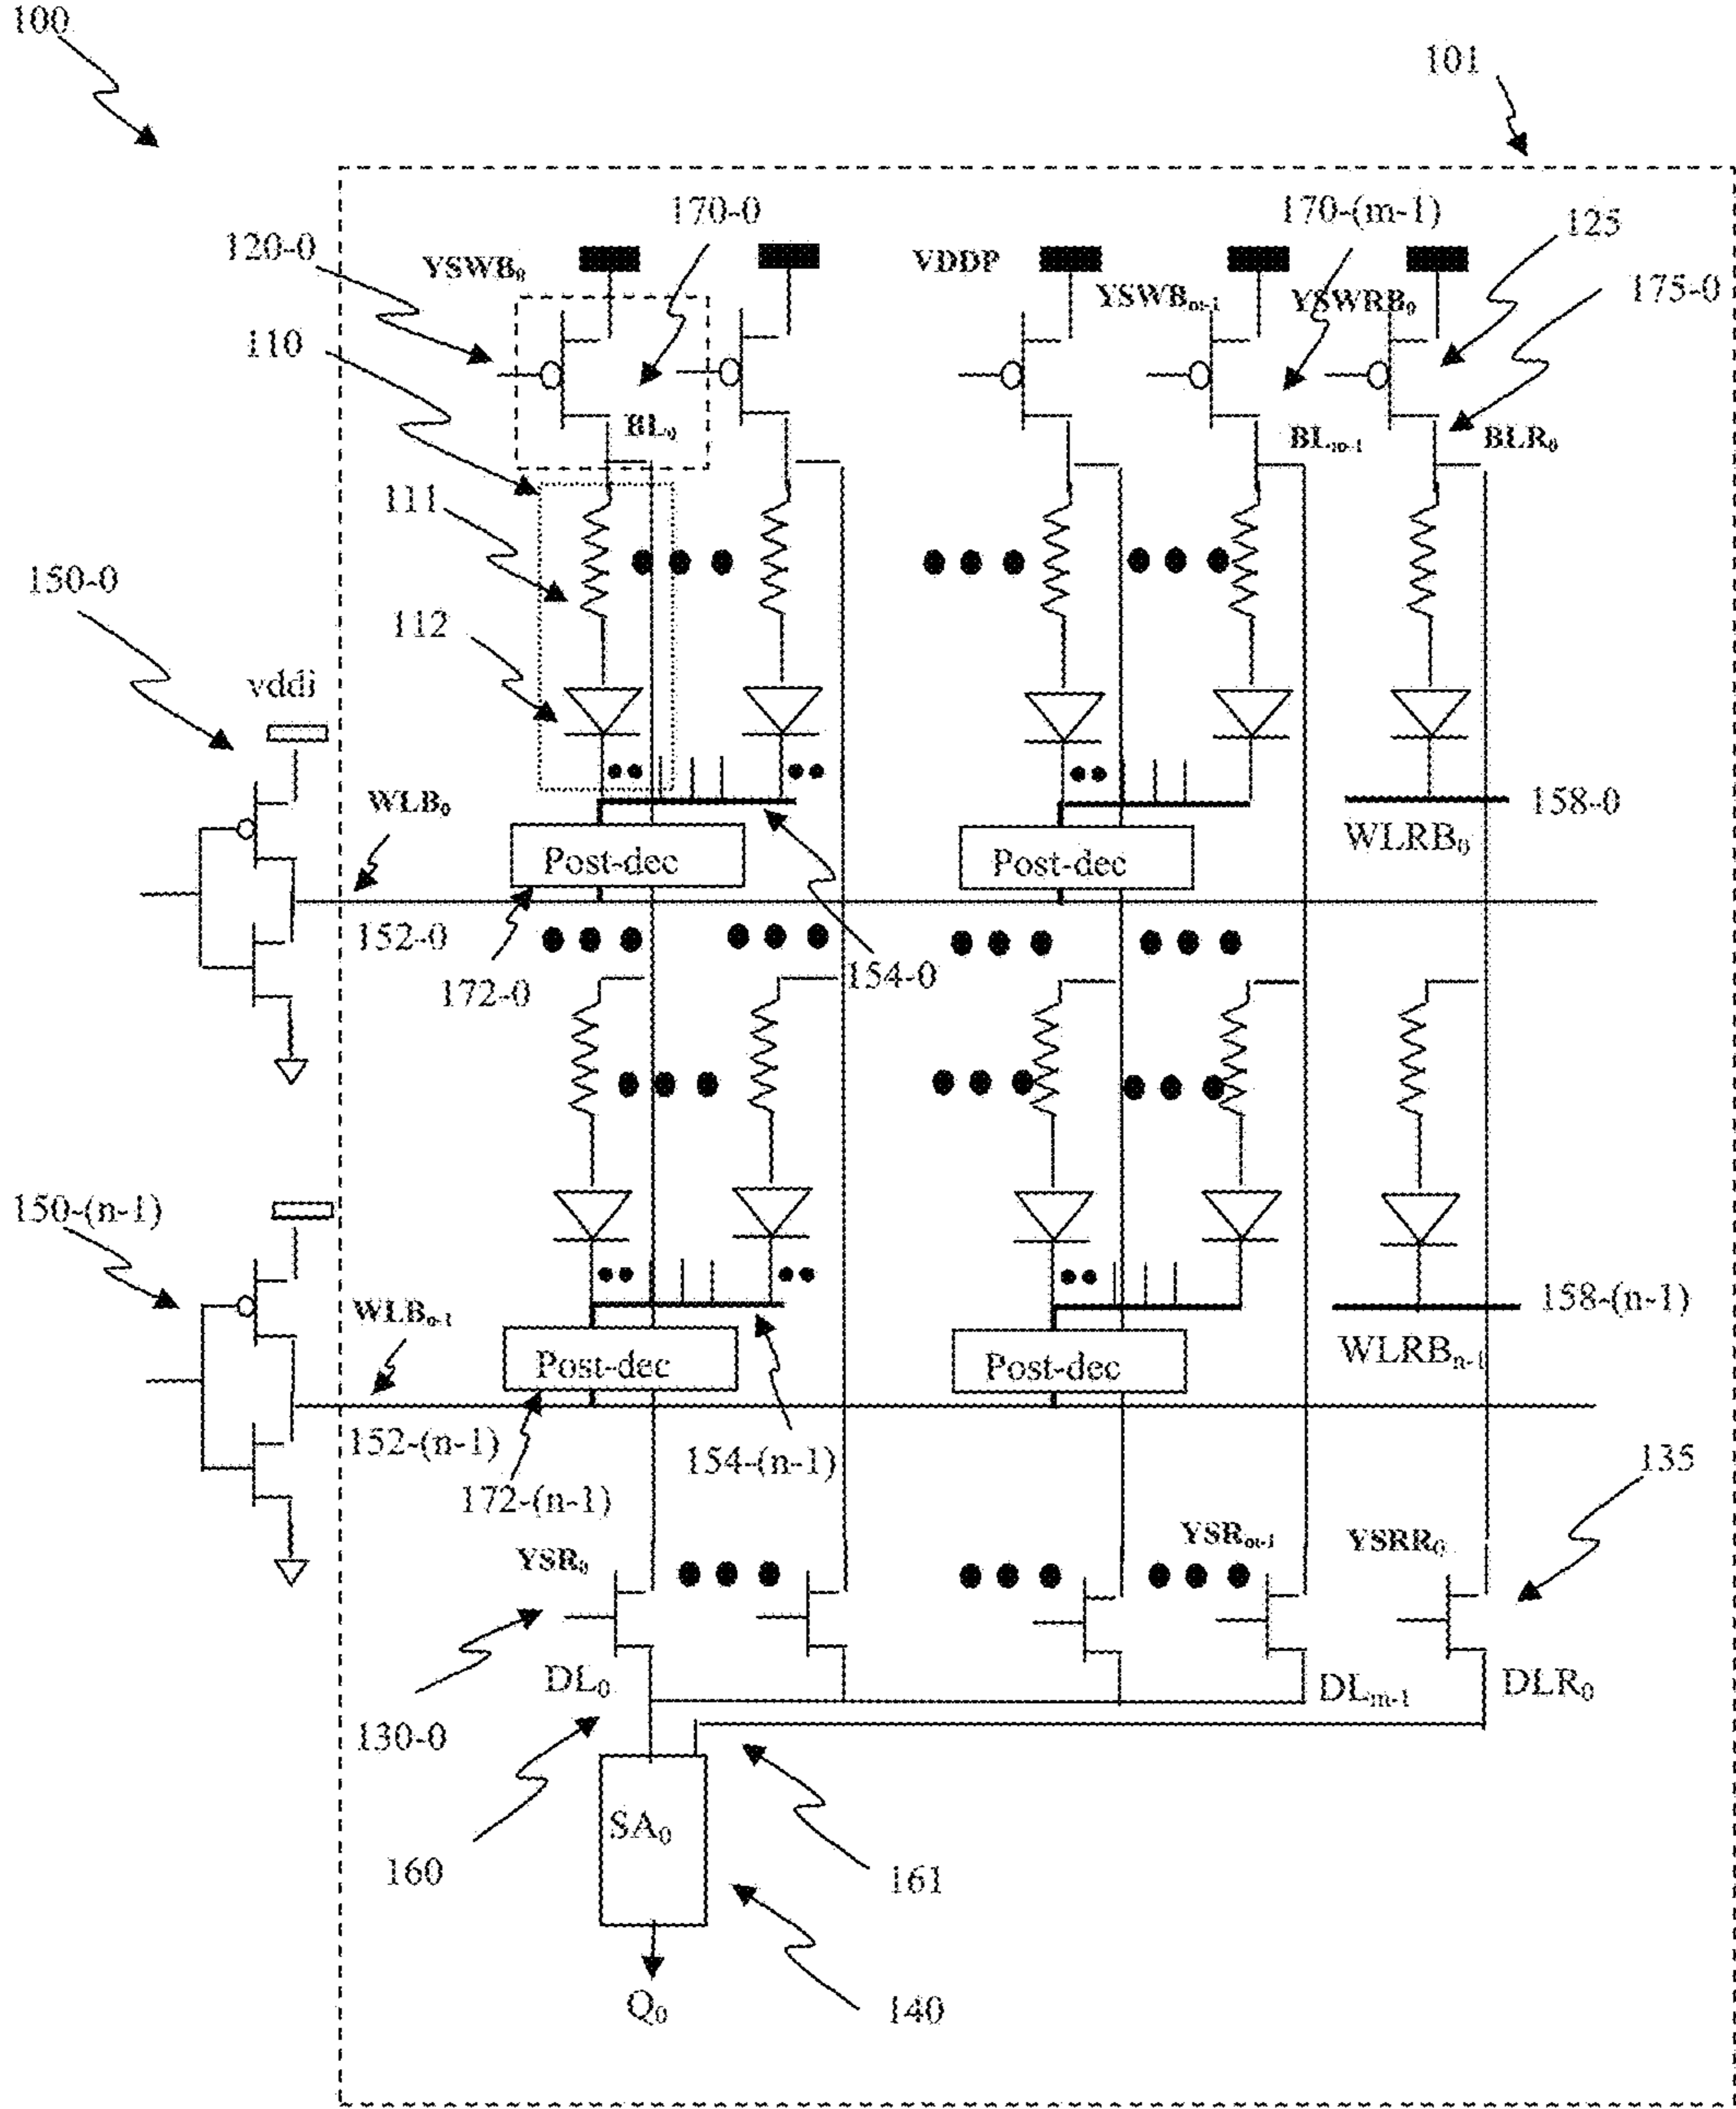 100
101
170-0
170-(m-1)
125
120-0
YSWB₀
VDDP
YSWBₘ₋₁
YSWRB₀
175-0
110
BL₀
BLₘ₋₁
BLR₀
111
150-0
112
vddi
WLB₀
158-0
WLRB₀
Post-dec
Post-dec
152-0
172-0
154-0
150-(n-1)
WLBₙ₋₁
158-(n-1)
WLRBₙ₋₁
Post-dec
Post-dec
152-(n-1)
154-(n-1)
172-(n-1)
135
YSR₀
YSRₘ₋₁
YSRR₀
DL₀
DLₘ₋₁
DLR₀
130-0
SA₀
160
161
Q₀
140